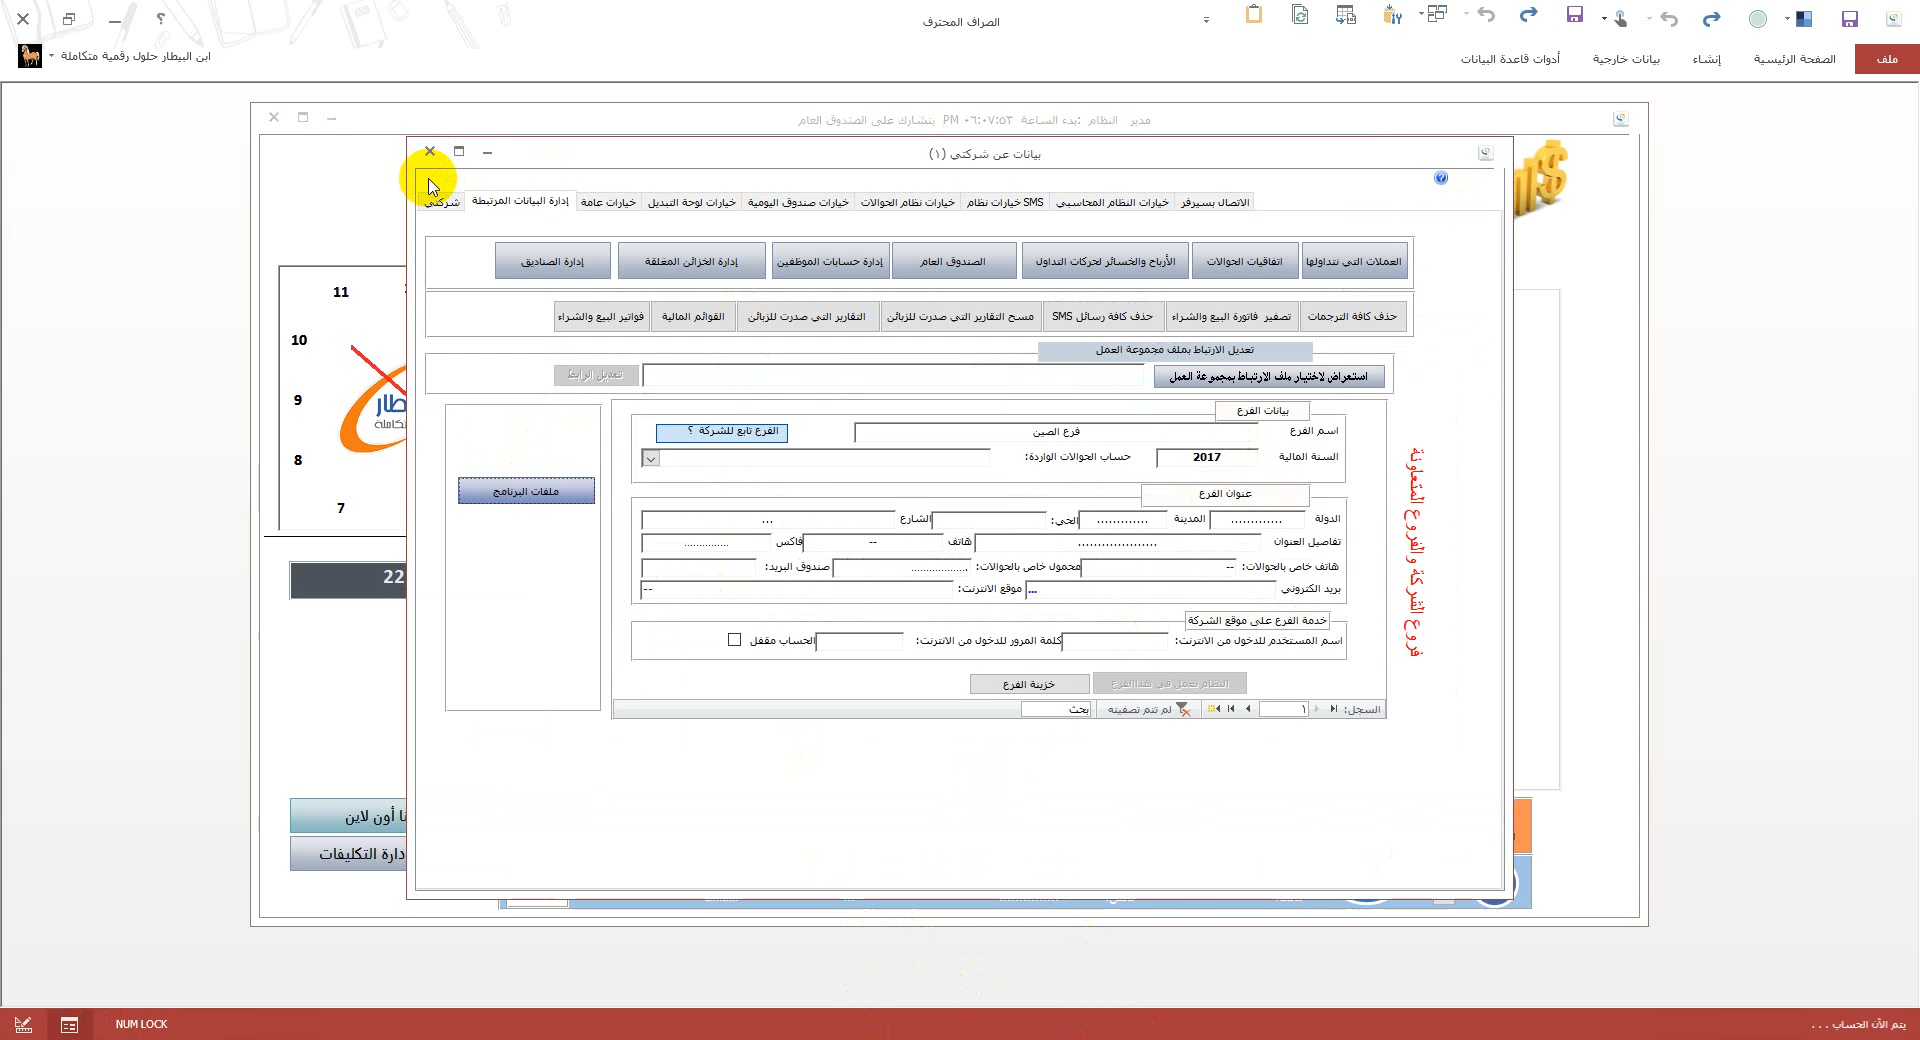 الصراف المحترف
ملف
الصفحة الرئيسية
إنشاء
بيانات خارجية
أدوات قاعدة البيانات
ابن البيطار حلول رقمية متكاملة
مدير النظام :بدء الساعة ٠٦:٠٧:٥٣ PM يتشارك على الصندوق العام
بيانات عن شركتي (١)
شركتي
إدارة البيانات المرتبطة
خيارات عامة
خيارات لوحة التبديل
خيارات صندوق اليومية
خيارات نظام الحوالات
خيارات نظام SMS
خيارات النظام المحاسبي
الاتصال بسيرفر
العملات التي نتداولها
اتفاقيات الحوالات
الأرباح والخسائر لحركات التداول
الصندوق العام
إدارة حسابات الموظفين
إدارة الخزائن المغلقة
إدارة الصناديق
حذف كافة الترجمات
تصفير فاتورة البيع والشراء
حذف كافة رسائل SMS
مسح التقارير التي صدرت للزبائن
التقارير التي صدرت للزبائن
القوائم المالية
فواتير البيع والشراء
تعديل الارتباط بملف مجموعة العمل
استعراض لاختيار ملف الارتباط بمجموعة العمل
تعديل الرابط
بيانات الفرع
اسم الفرع
فرع الصين
الفرع تابع للشركة ؟
السنة المالية
2017
حساب الحوالات الواردة:
ملفات البرنامج
عنوان الفرع
الدولة
.............
المدينة
.............
الحي:
الشارع
...
تفاصيل العنوان
....................
هاتف
--
فاكس
...............
هاتف خاص بالحوالات:
--
محمول خاص بالحوالات:
...................
صندوق البريد:
بريد الكتروني
...
موقع الانترنت:
--
خدمة الفرع على موقع الشركة
اسم المستخدم للدخول من الانترنت:
كلمة المرور للدخول من الانترنت:
الحساب مقفل
النظام يعمل في هذا الفرع
خزينة الفرع
السجل:
١
لم تتم تصفيته
بحث
فروع الشركة والفروع المتعاونة
11
10
9
8
7
22
نا أون لاين
دارة التكليفات
NUM LOCK
يتم الآن الحساب . . .